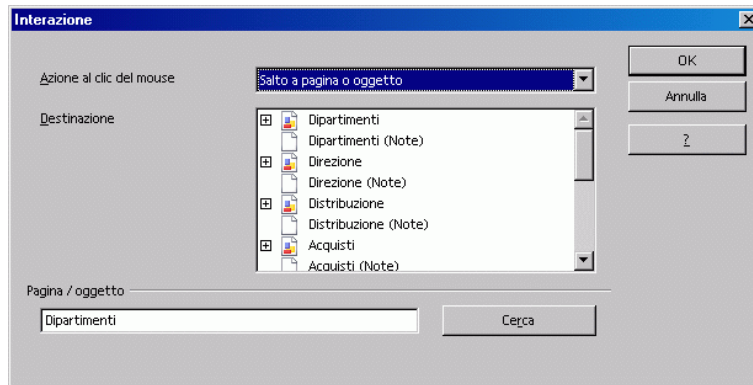 Interazione
Azione al clic del mouse
Salto a pagina o oggetto
OK
Annulla
?
Destinazione
Dipartimenti
Dipartimenti (Note)
Direzione
Direzione (Note)
Distribuzione
Distribuzione (Note)
Acquisti
Acquisti (Note)
Pagina / oggetto
Dipartimenti
Cerca